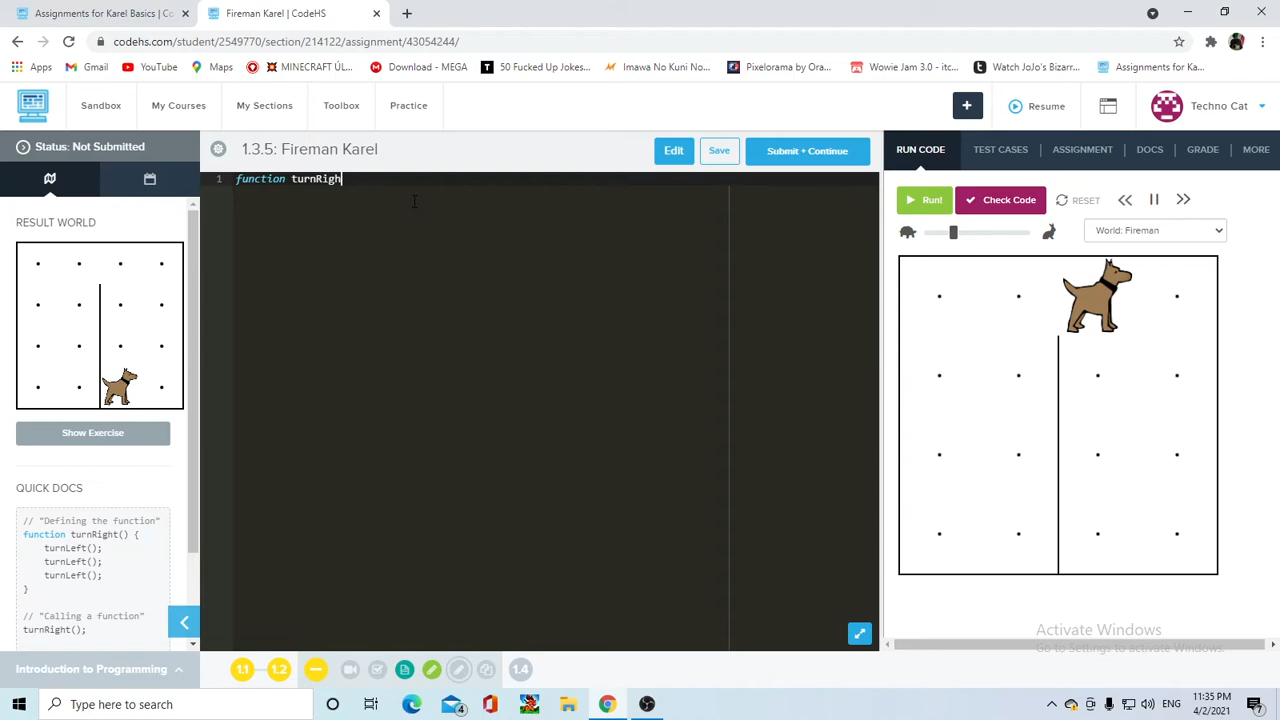 Assignments for Karel Basics | Co
Fireman Karel | CodeHS
codehs.com/student/2549770/section/214122/assignment/43054244/
Apps
Gmail
YouTube
Maps
MINECRAFT ÚL...
Download - MEGA
50 Fucked Up Jokes...
Imawa No Kuni No...
Pixelorama by Ora...
Wowie Jam 3.0 - itc...
Watch JoJo's Bizarr...
Assignments for Ka...
Sandbox
My Courses
My Sections
Toolbox
Practice
+
Resume
Techno Cat
Status: Not Submitted
1.3.5: Fireman Karel
Edit
Save
Submit + Continue
RUN CODE
TEST CASES
ASSIGNMENT
DOCS
GRADE
MORE
1 function turnRigh
Run!
Check Code
RESET
World: Fireman
RESULT WORLD
Show Exercise
QUICK DOCS
// "Defining the function"
function turnRight() {
turnLeft();
turnLeft();
turnLeft();
}
// "Calling a function"
turnRight();
Activate Windows
Go to Settings to activate Windows.
Introduction to Programming
1.1
1.2
1.4
Type here to search
4
ENG
11:35 PM
4/2/2021
7